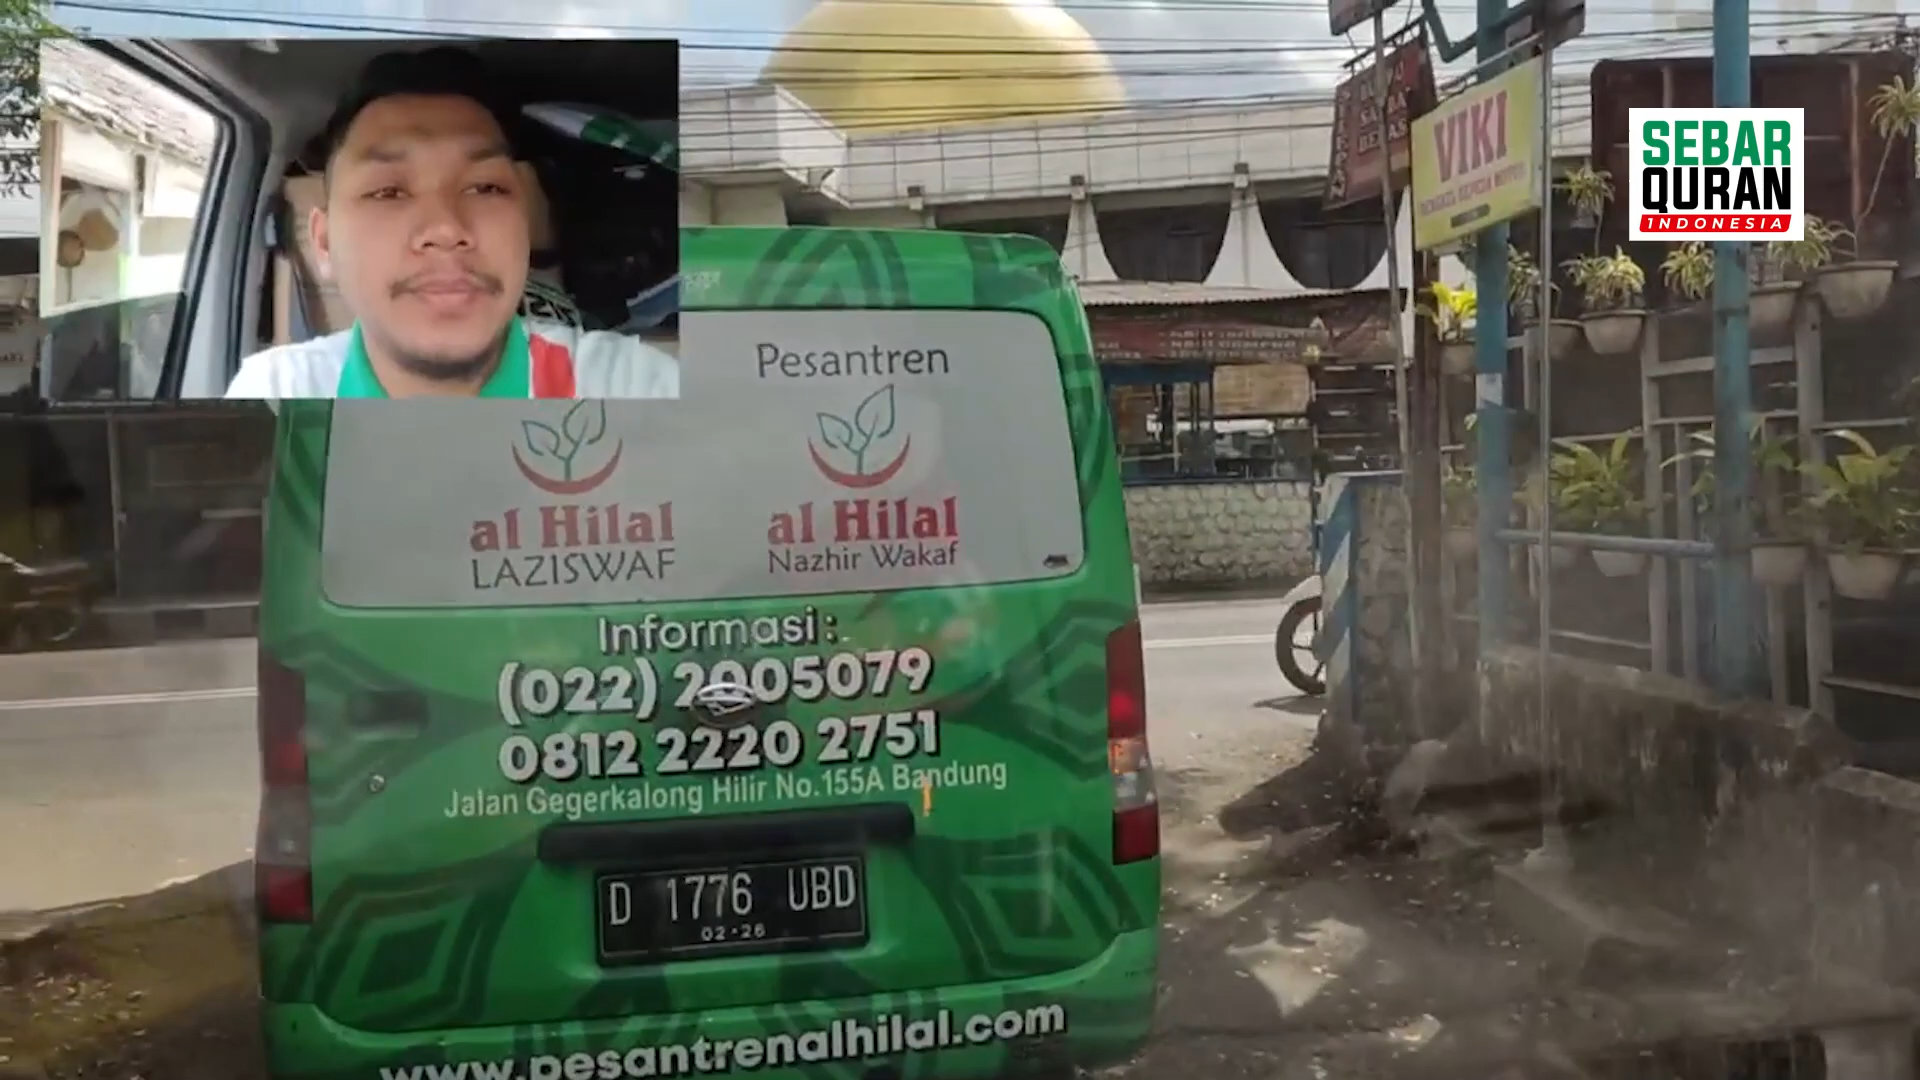 SEBAR
QURAN
INDONESIA
VIKI
Pesantren
al Hilal
LAZISWAF
al Hilal
Nazhir Wakaf
Informasi :
(022) 2005079
0812 2220 2751
Jalan Gegerkalong Hilir No.155A Bandung
D 1776 UBD
02·26
www.pesantrenalhilal.com